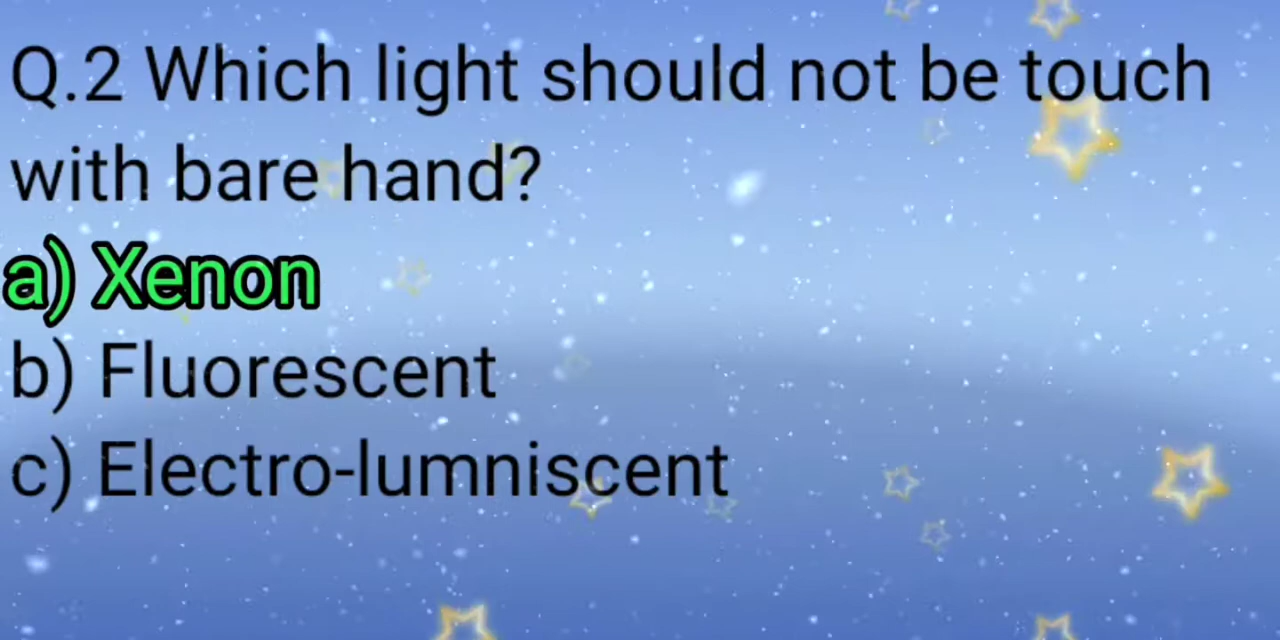 Q.2 Which light should not be touch
with bare hand?
a) Xenon
b) Fluorescent
c) Electro-lumniscent